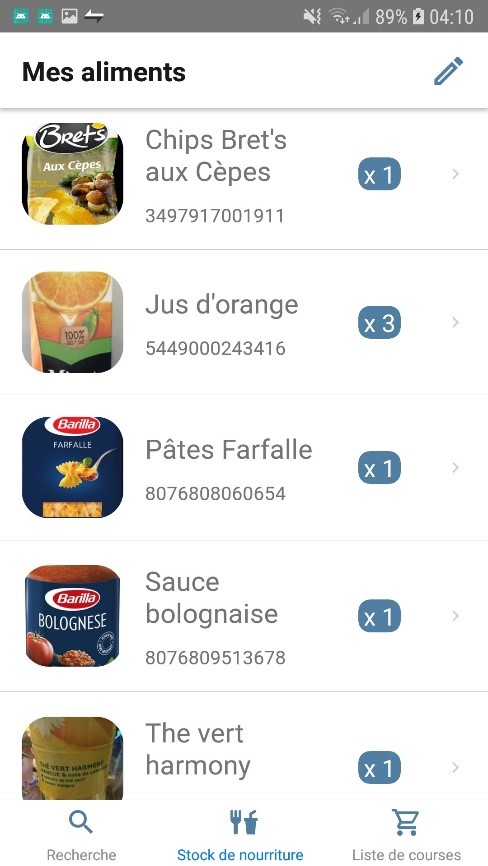 89% 04:10
Mes aliments
Bret's
Aux Cèpes
Chips Bret's
aux Cèpes
x 1
3497917001911
100%
Jus d'orange
x 3
5449000243416
Barilla
FARFALLE
Pâtes Farfalle
x 1
8076808060654
Barilla
BOLOGNESE
Sauce
bolognaise
x 1
8076809513678
THÉ VERT HARMONY
The vert
harmony
x 1
Recherche
Stock de nourriture
Liste de courses